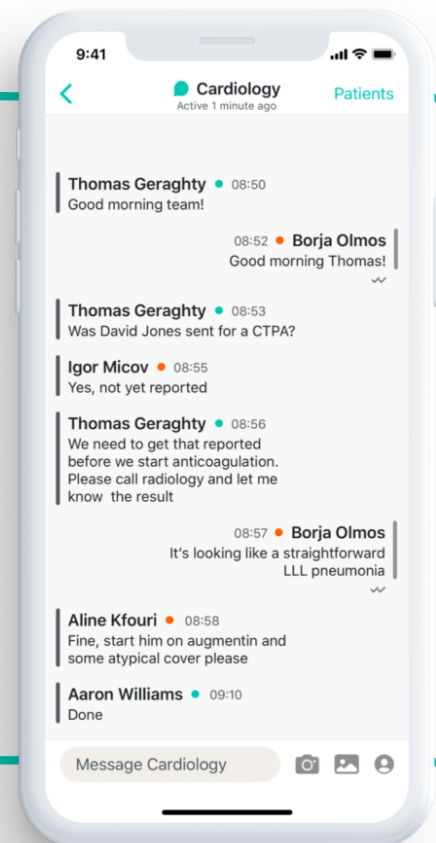 9:41
Cardiology
Active 1 minute ago
Patients
Thomas Geraghty 08:50
Good morning team!
08:52 Borja Olmos
Good morning Thomas!
Thomas Geraghty 08:53
Was David Jones sent for a CTPA?
Igor Micov 08:55
Yes, not yet reported
Thomas Geraghty 08:56
We need to get that reported
before we start anticoagulation.
Please call radiology and let me
know the result
08:57 Borja Olmos
It's looking like a straightforward
LLL pneumonia
Aline Kfouri 08:58
Fine, start him on augmentin and
some atypical cover please
Aaron Williams 09:10
Done
Message Cardiology